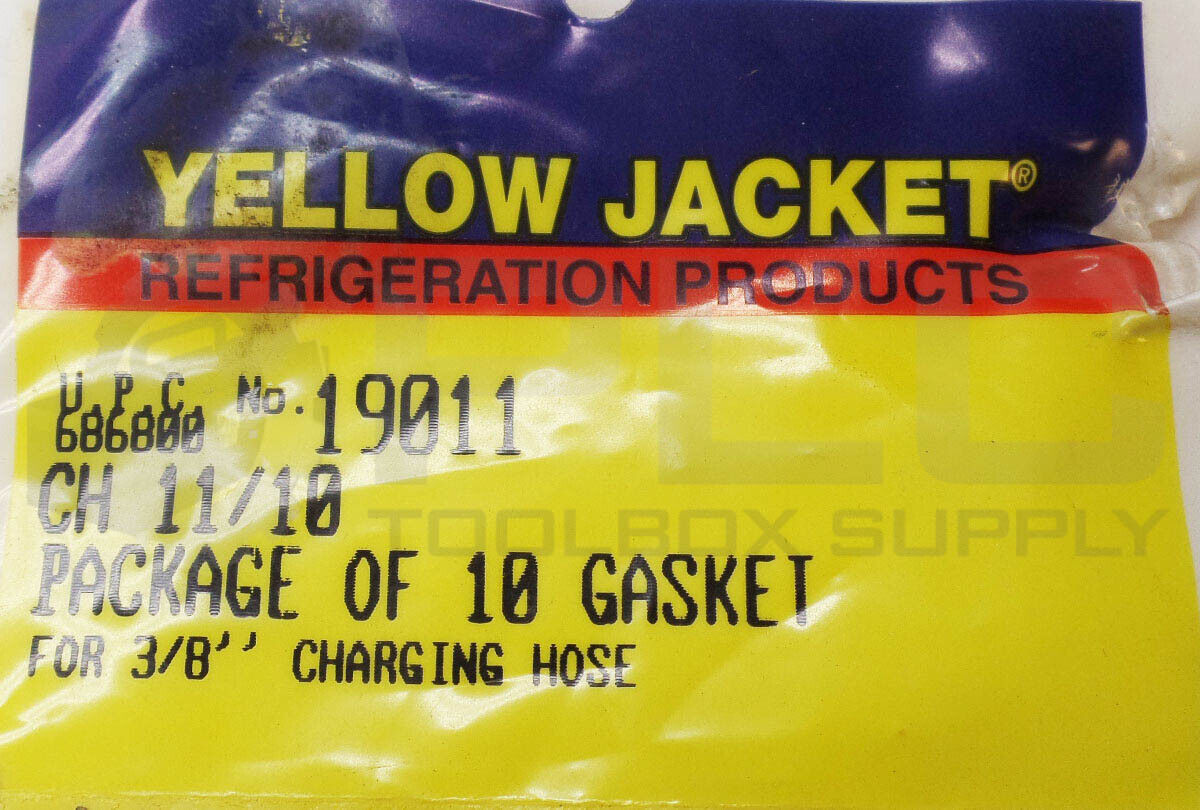 YELLOW JACKET®
REFRIGERATION PRODUCTS
U.P.C. No. 19011
686800
CH 11/10
PACKAGE OF 10 GASKET
FOR 3/8'' CHARGING HOSE
PLC
TOOLBOX SUPPLY